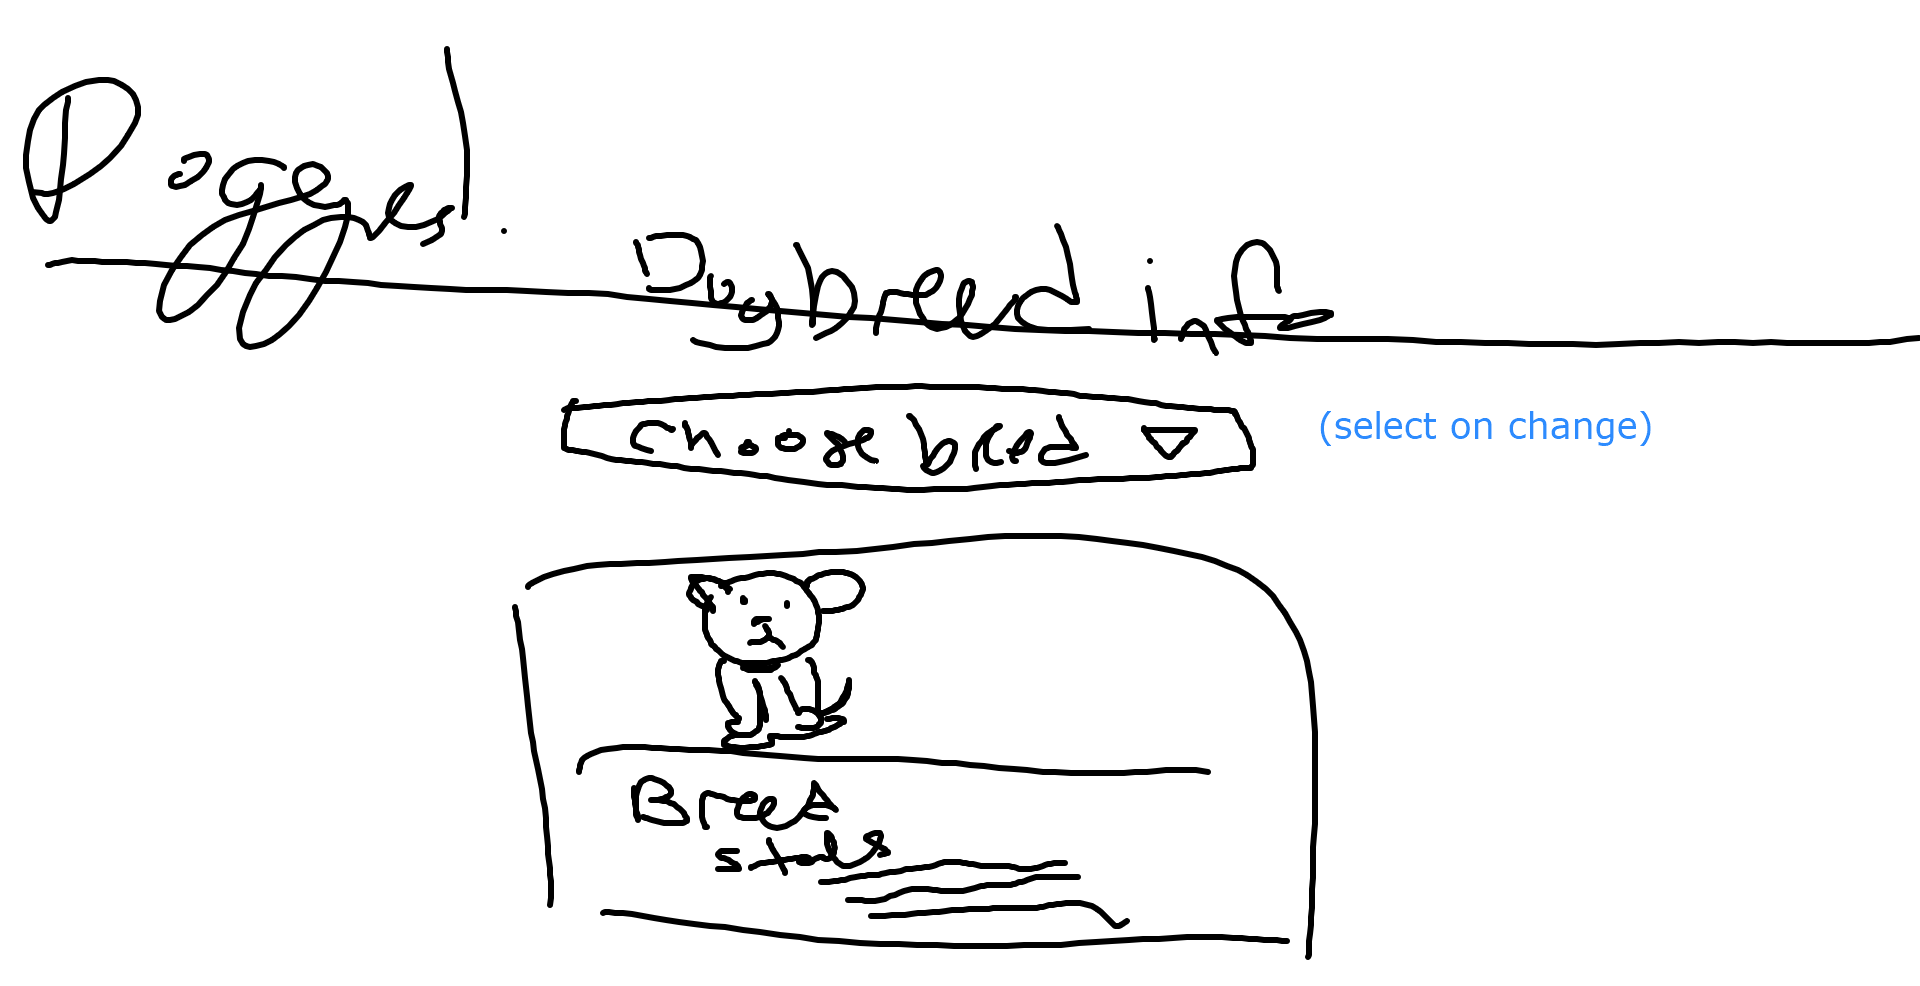 Doggies!
Dog breed info
Choose breed
(select on change)
Breed
stats